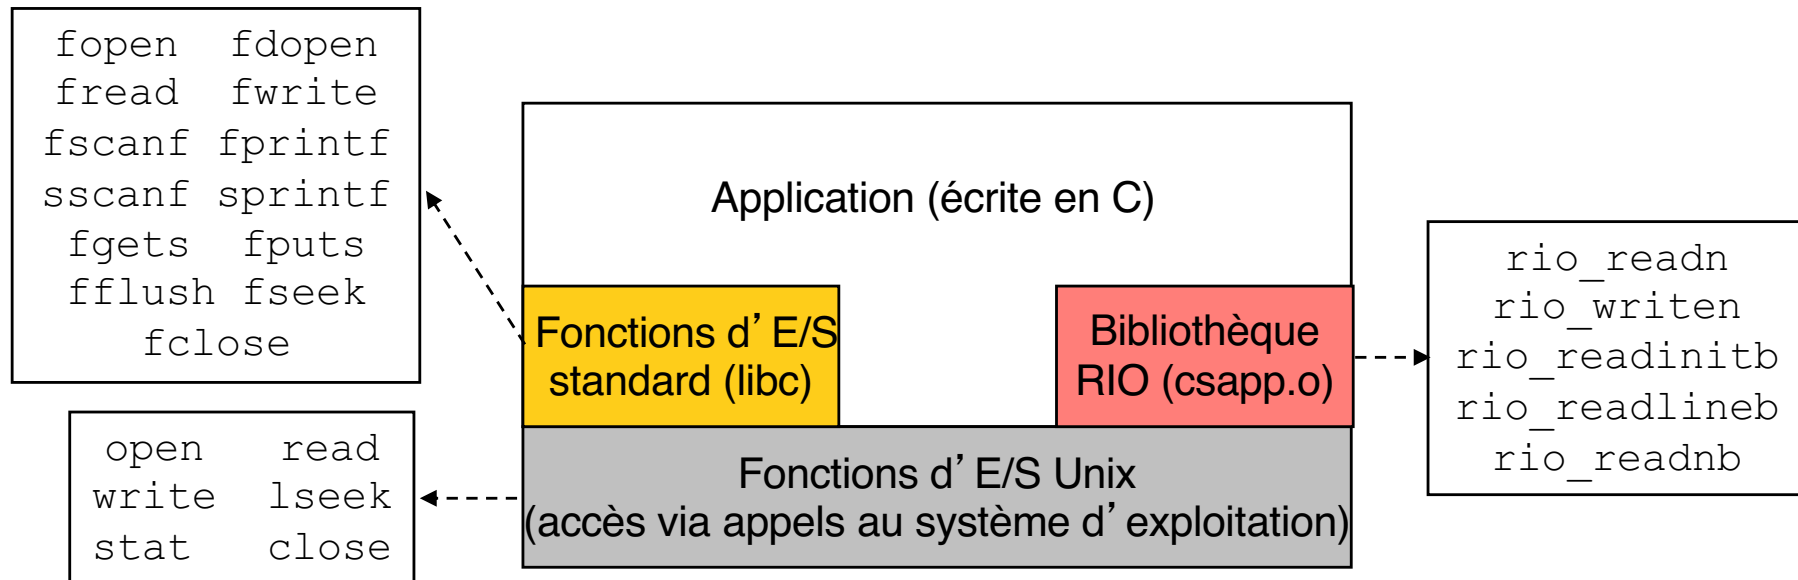 fopen fdopen
fread fwrite
fscanf fprintf
sscanf sprintf
fgets fputs
fflush fseek
fclose
Application (écrite en C)
Fonctions d’E/S
standard (libc)
Bibliothèque
RIO (csapp.o)
rio_readn
rio_writen
rio_readinitb
rio_readlineb
rio_readnb
open read
write lseek
stat close
Fonctions d’E/S Unix
(accès via appels au système d’exploitation)